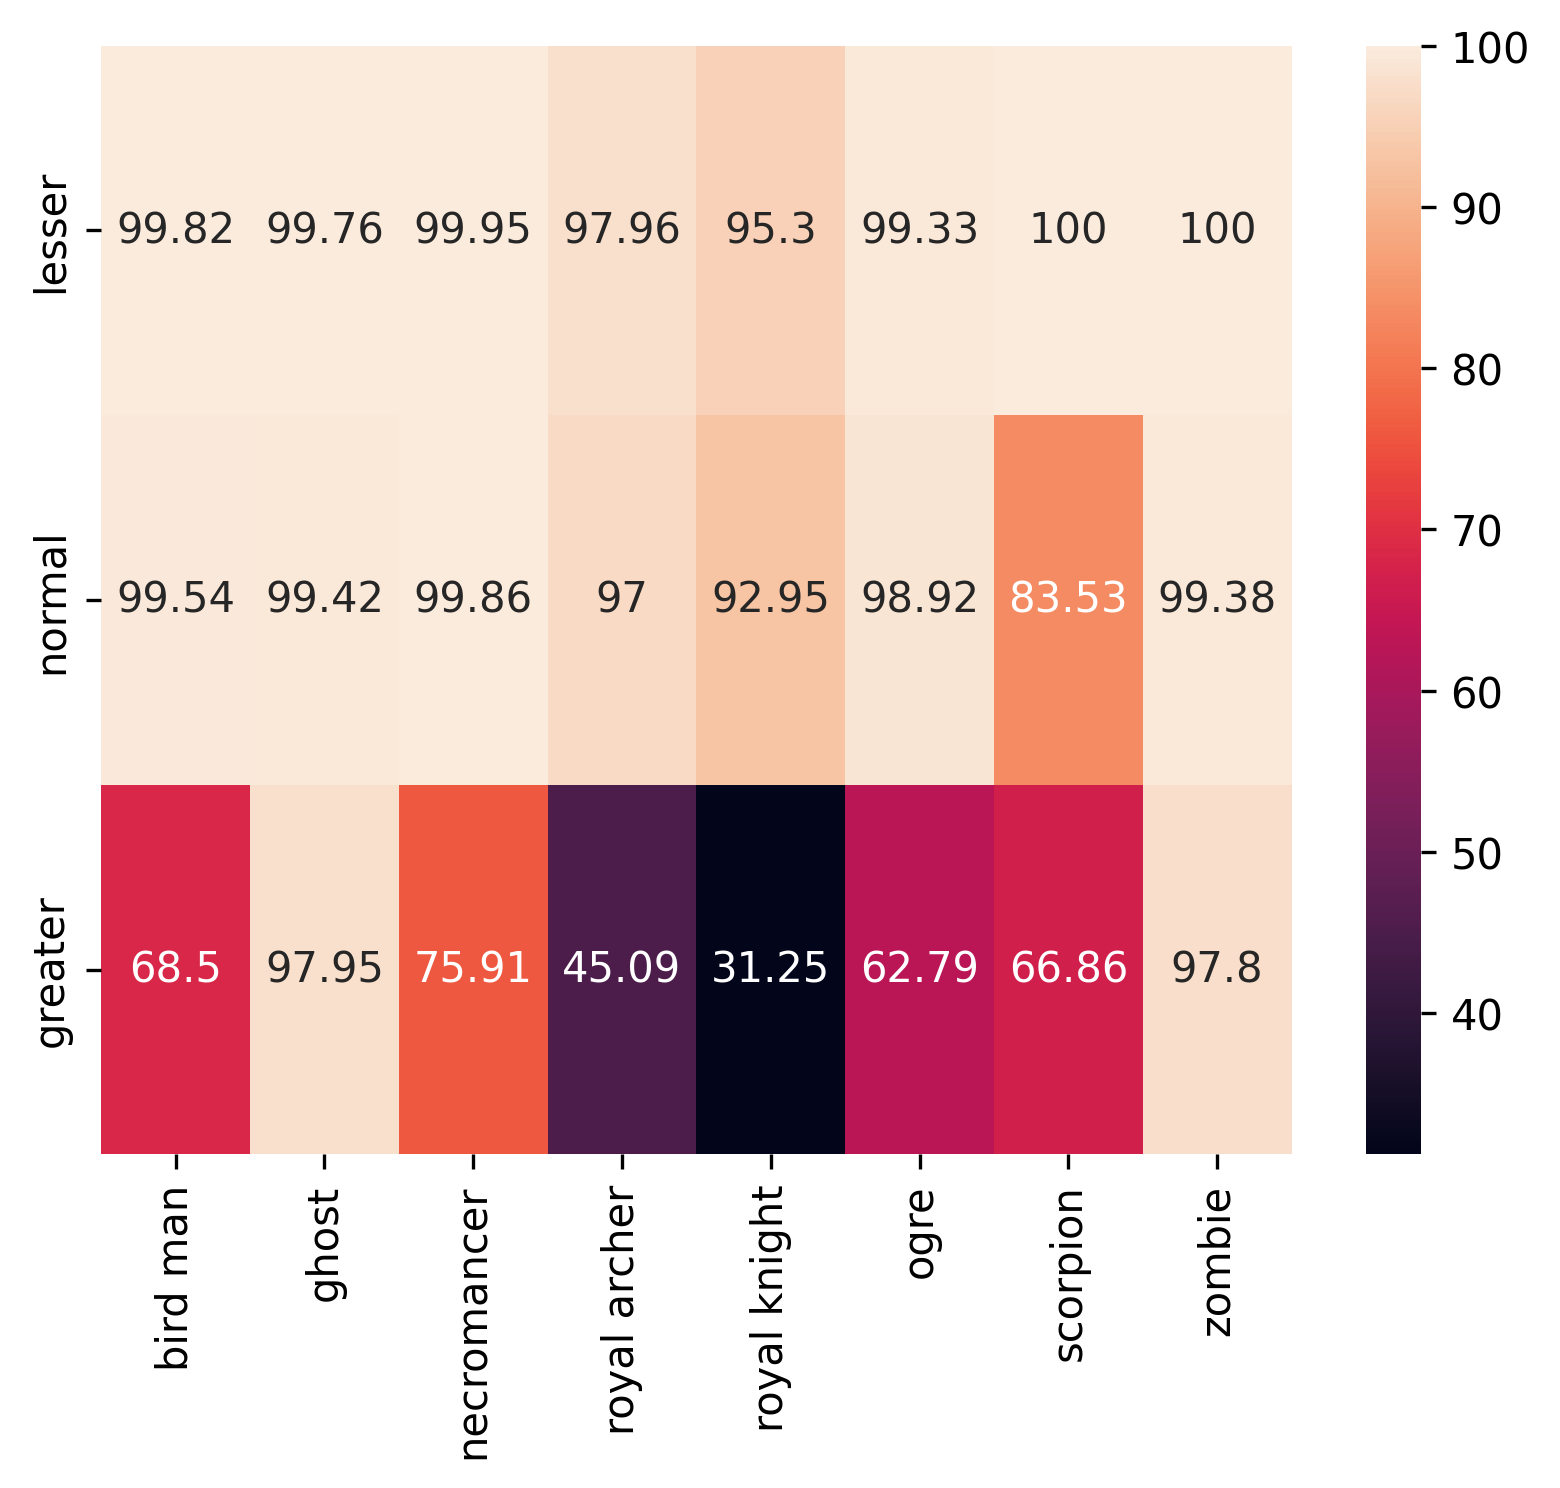 lesser 99.82 99.76 99.95 97.96 95.3 99.33 100 100
normal 99.54 99.42 99.86 97 92.95 98.92 83.53 99.38
greater 68.5 97.95 75.91 45.09 31.25 62.79 66.86 97.8
bird man
ghost
necromancer
royal archer
royal knight
ogre
scorpion
zombie
100
90
80
70
60
50
40